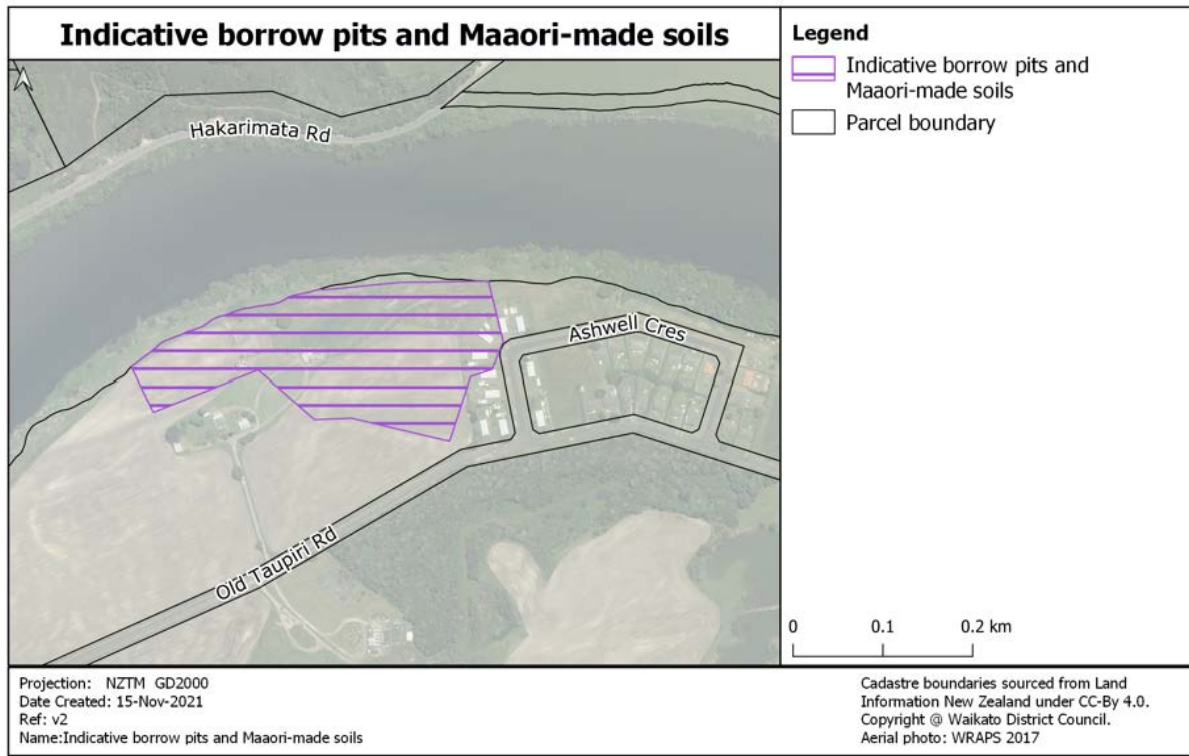 Indicative borrow pits and Maaori-made soils
Legend
Indicative borrow pits and
Maaori-made soils
Parcel boundary
Hakarimata Rd
Ashwell Cres
Old Taupiri Rd
0 0.1 0.2 km
Projection: NZTM GD2000
Date Created: 15-Nov-2021
Ref: v2
Name:Indicative borrow pits and Maaori-made soils
Cadastre boundaries sourced from Land
Information New Zealand under CC-By 4.0.
Copyright @ Waikato District Council.
Aerial photo: WRAPS 2017